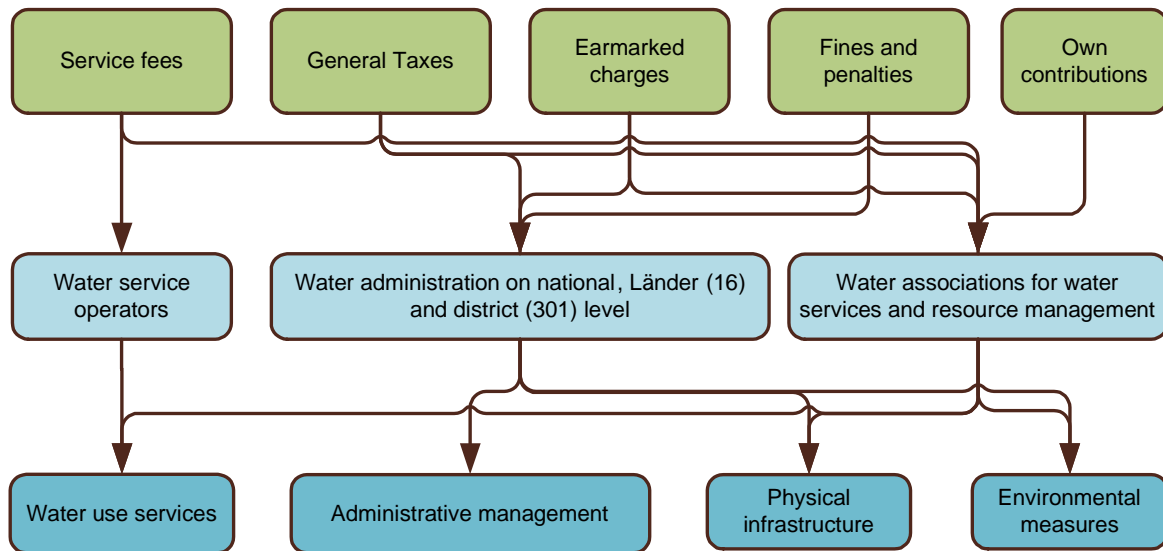 Service fees
General Taxes
Earmarked
charges
Fines and
penalties
Own
contributions
Water service
operators
Water administration on national, Länder (16)
and district (301) level
Water associations for water
services and resource management
Water use services
Administrative management
Physical
infrastructure
Environmental
measures